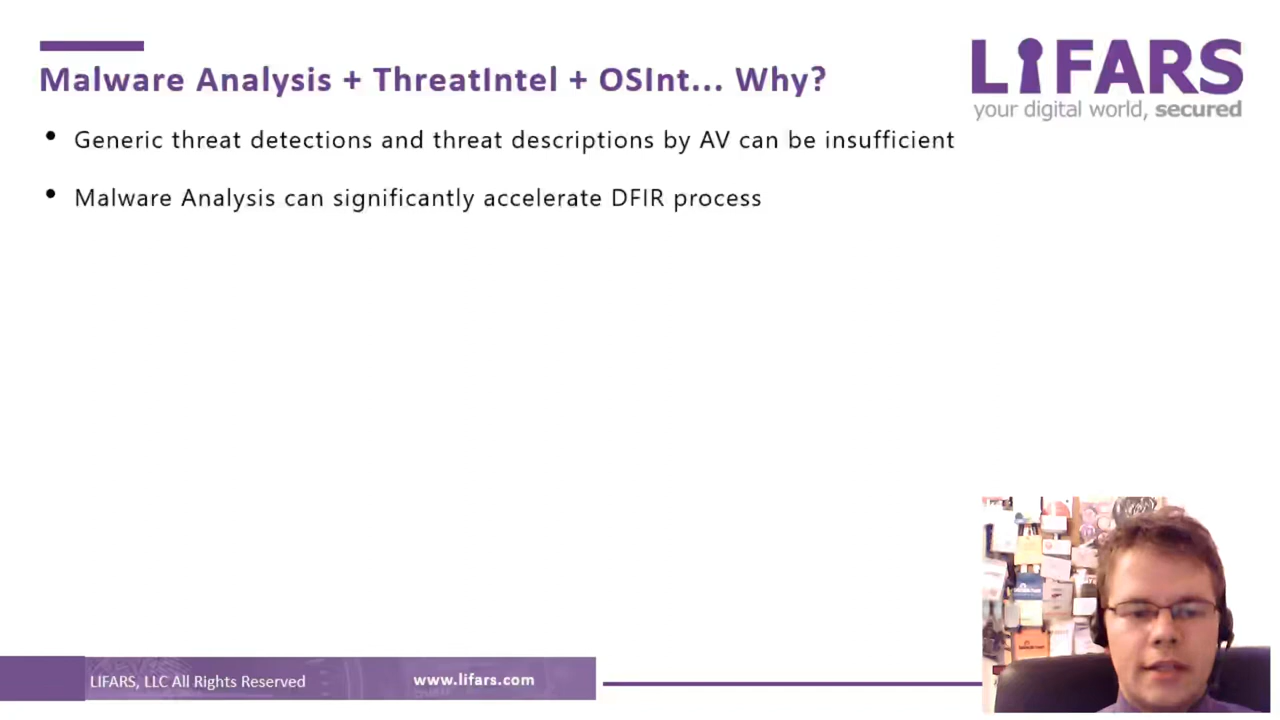 Malware Analysis + ThreatIntel + OSInt... Why?
LIFARS
your digital world, secured
• Generic threat detections and threat descriptions by AV can be insufficient
• Malware Analysis can significantly accelerate DFIR process
LIFARS, LLC All Rights Reserved
www.lifars.com